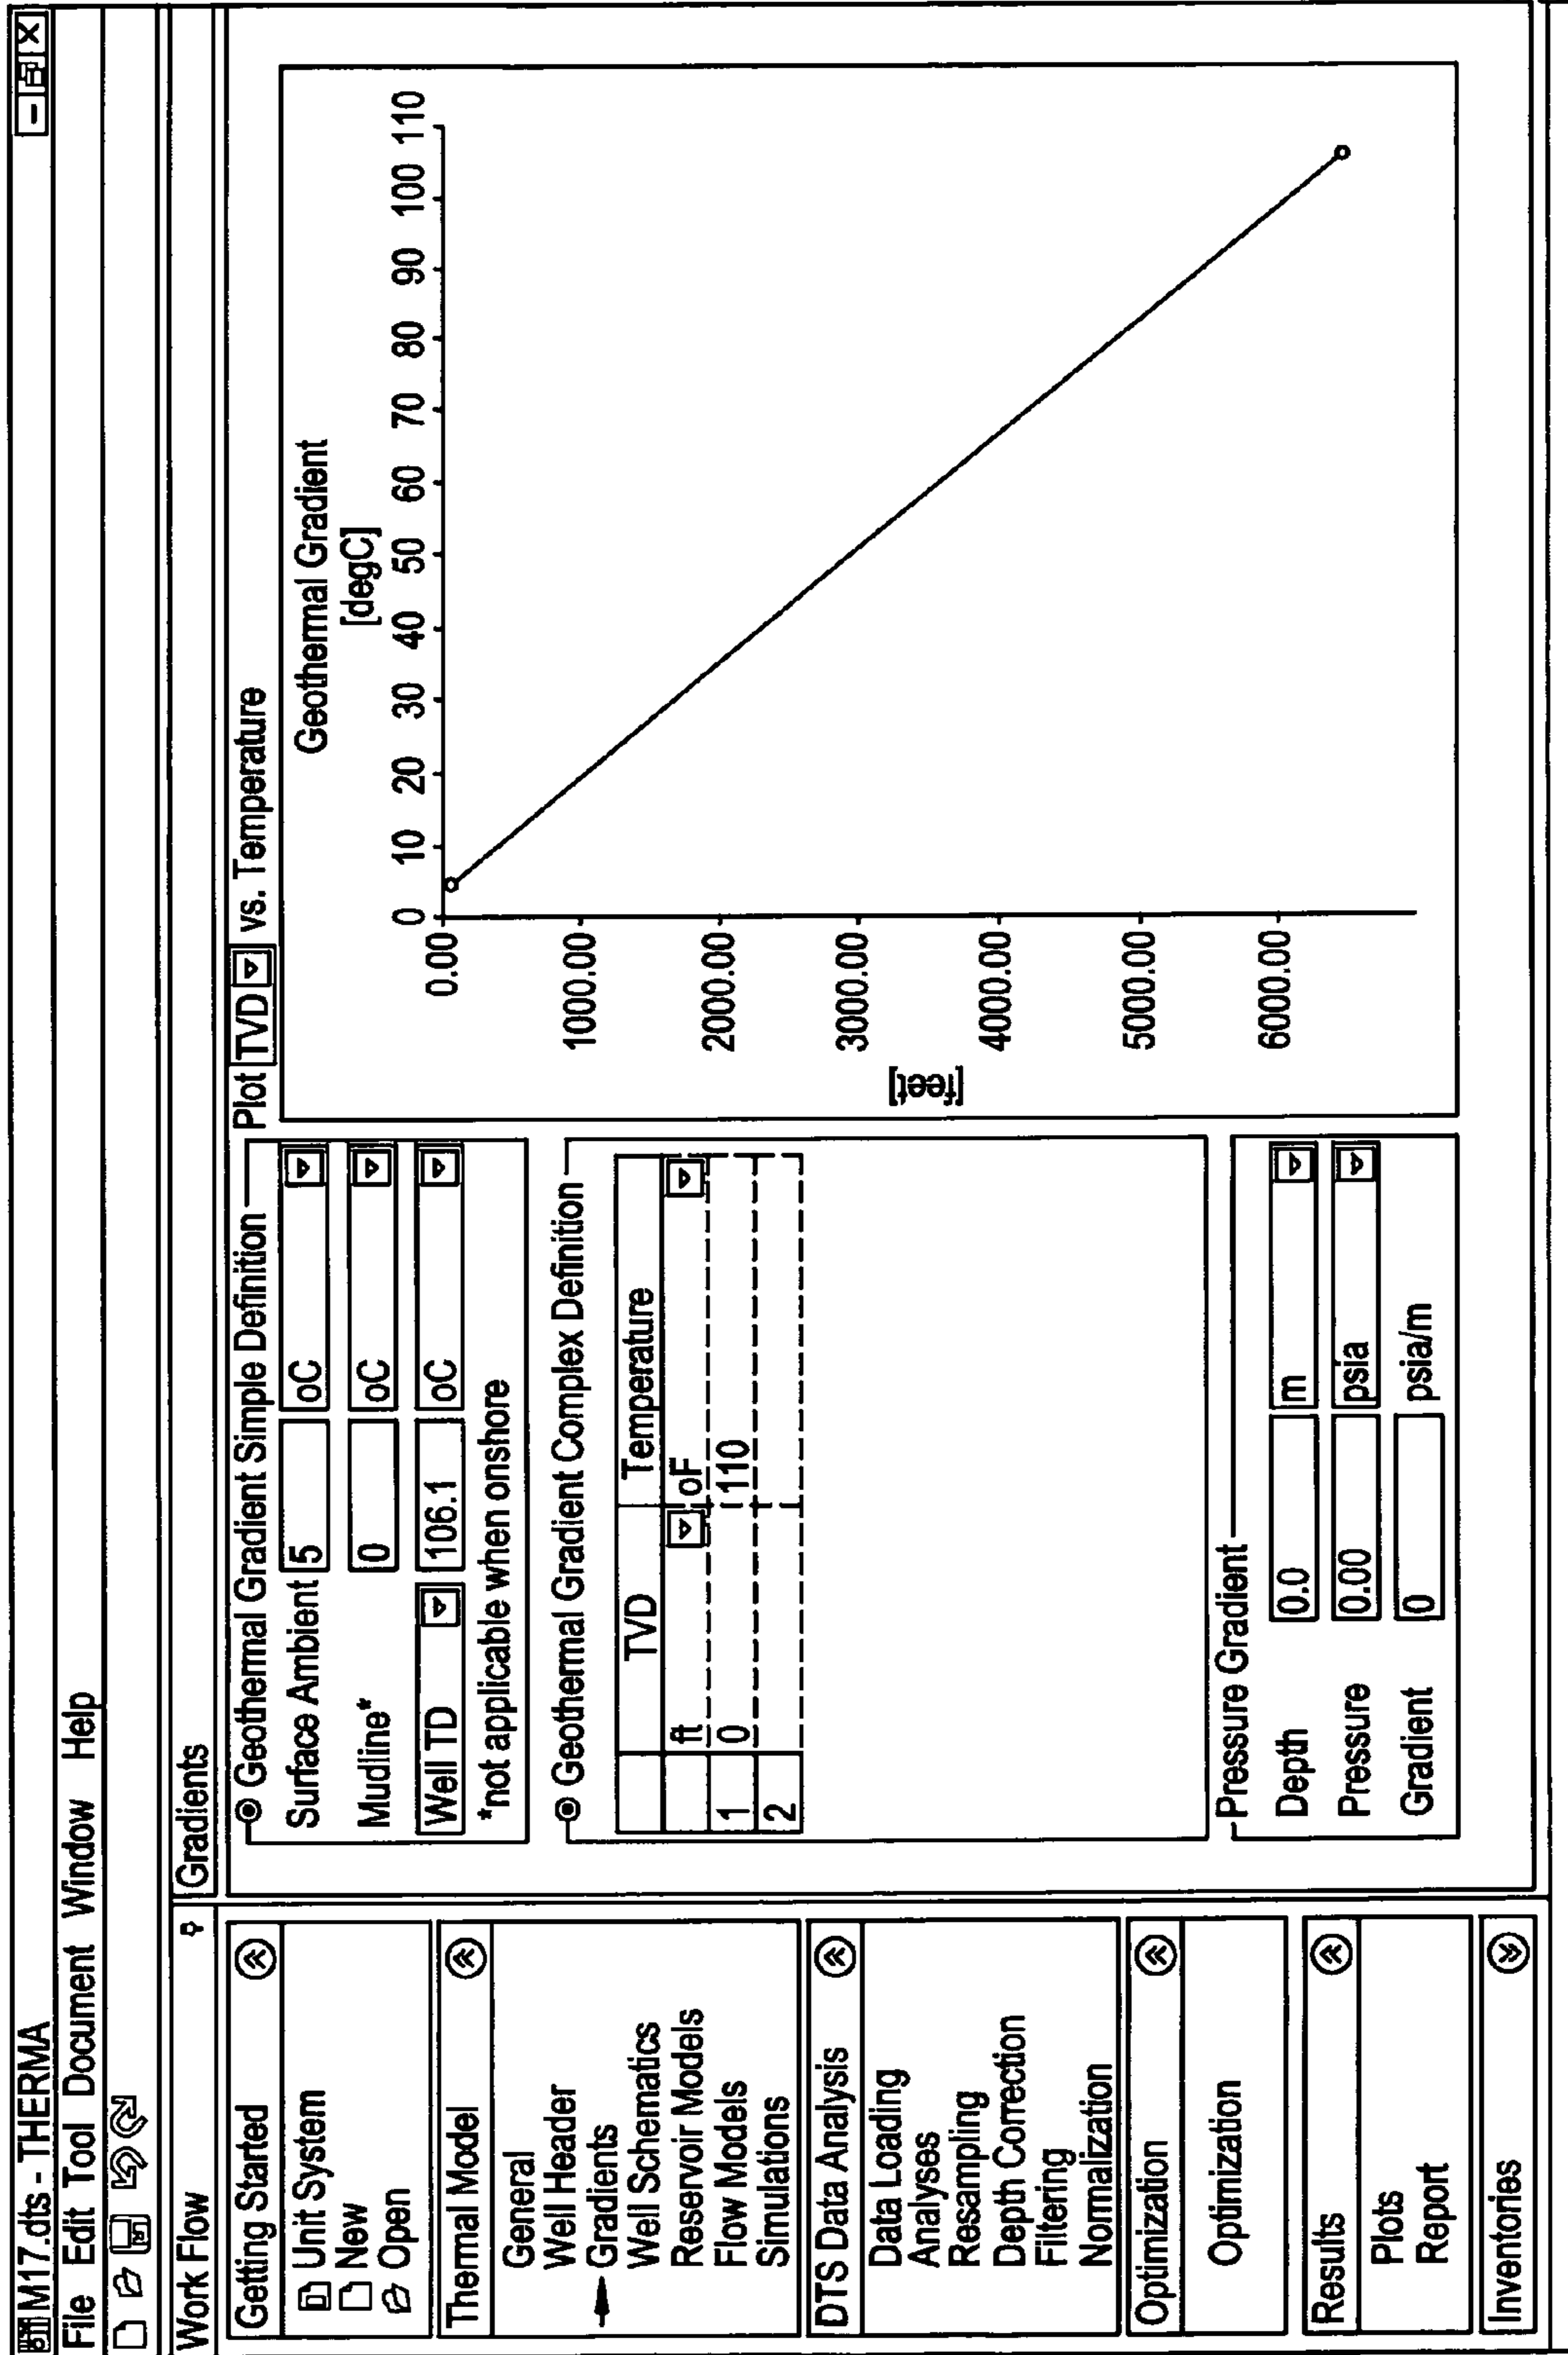 M17.dts - THERMA
File Edit Tool Document Window Help
Work Flow
Getting Started
Unit System
New
Open
Thermal Model
General
Well Header
Gradients
Well Schematics
Reservoir Models
Flow Models
Simulations
DTS Data Analysis
Data Loading
Analyses
Resampling
Depth Correction
Filtering
Normalization
Optimization
Optimization
Results
Plots
Report
Inventories
Gradients
Geothermal Gradient Simple Definition
Surface Ambient 5 oC
Mudline* 0 oC
Well TD 106.1 oC
*not applicable when onshore
Geothermal Gradient Complex Definition
TVD Temperature
ft oF
1 0 110
2
Pressure Gradient
Depth 0.0 m
Pressure 0.00 psia
Gradient 0 psia/m
Plot TVD vs. Temperature
Geothermal Gradient
[degC]
0 10 20 30 40 50 60 70 80 90 100 110
0.00
1000.00
2000.00
3000.00
4000.00
5000.00
6000.00
[feet]